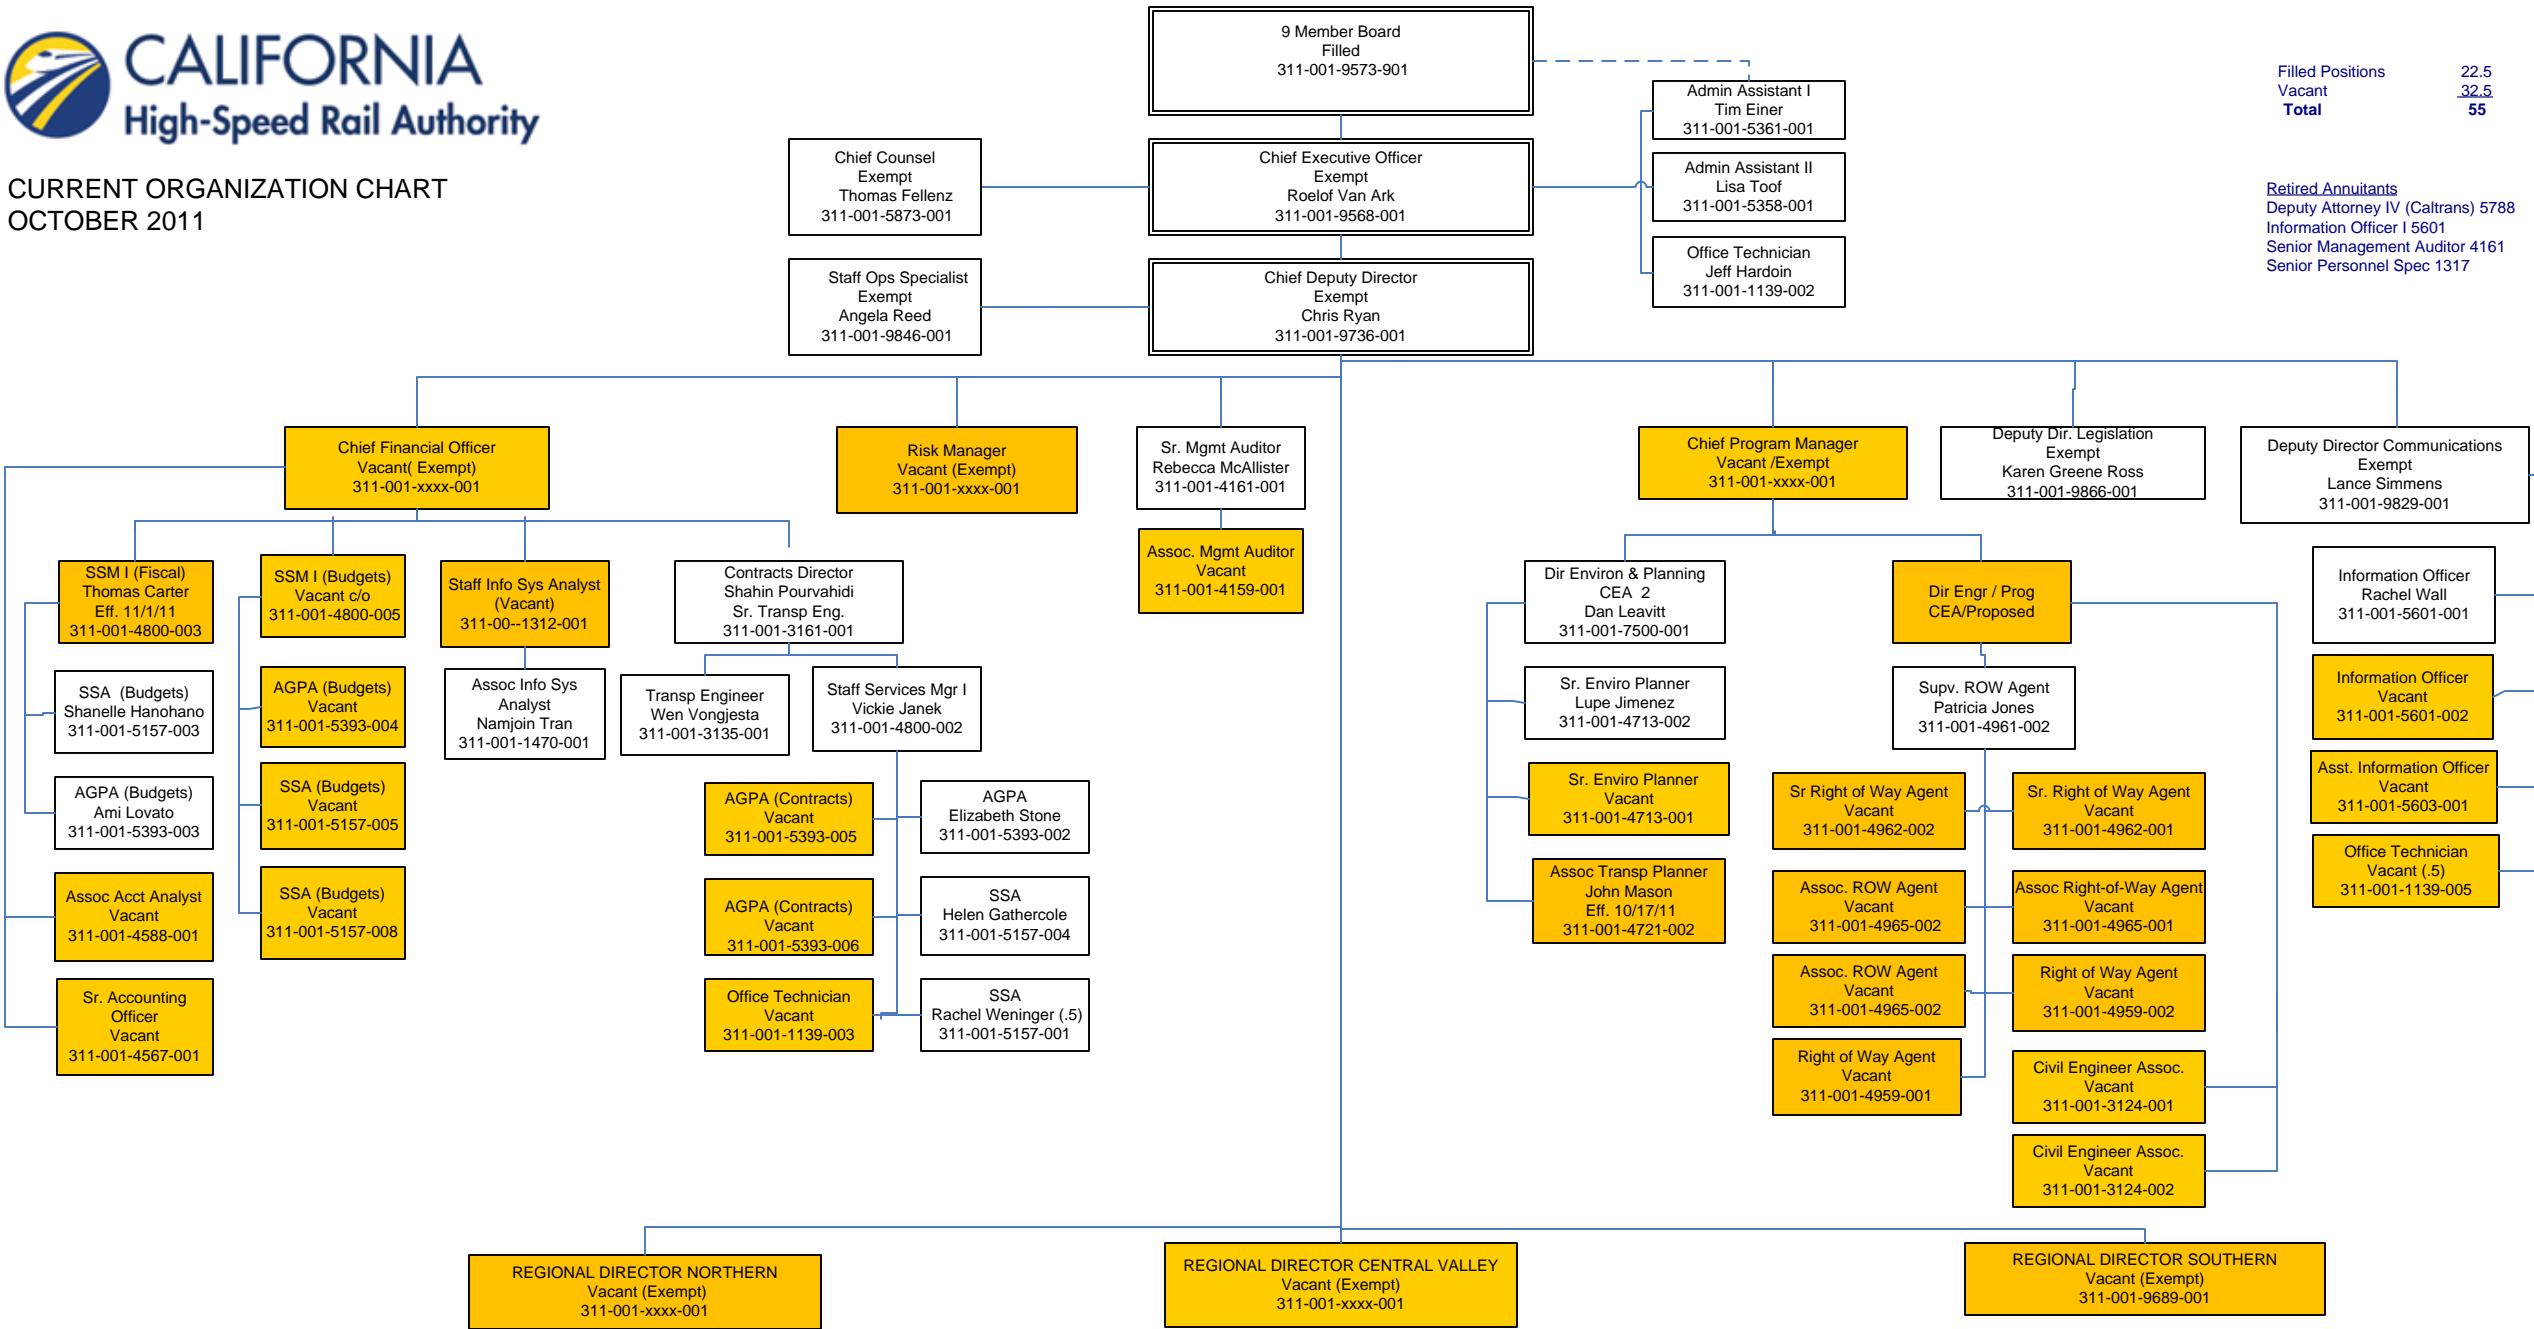 CALIFORNIA
High-Speed Rail Authority
CURRENT ORGANIZATION CHART
OCTOBER 2011
9 Member Board
Filled
311-001-9573-901
Admin Assistant I
Tim Einer
311-001-5361-001
Filled Positions 22.5
Vacant 32.5
Total 55
Chief Counsel
Exempt
Thomas Fellenz
311-001-5873-001
Chief Executive Officer
Exempt
Roelof Van Ark
311-001-9568-001
Admin Assistant II
Lisa Toof
311-001-5358-001
Retired Annuitants
Deputy Attorney IV (Caltrans) 5788
Information Officer I 5601
Senior Management Auditor 4161
Senior Personnel Spec 1317
Office Technician
Jeff Hardoin
311-001-1139-002
Staff Ops Specialist
Exempt
Angela Reed
311-001-9846-001
Chief Deputy Director
Exempt
Chris Ryan
311-001-9736-001
Chief Financial Officer
Vacant( Exempt)
311-001-xxxx-001
Risk Manager
Vacant (Exempt)
311-001-xxxx-001
Sr. Mgmt Auditor
Rebecca McAllister
311-001-4161-001
Chief Program Manager
Vacant /Exempt
311-001-xxxx-001
Deputy Dir. Legislation
Exempt
Karen Greene Ross
311-001-9866-001
Deputy Director Communications
Exempt
Lance Simmens
311-001-9829-001
SSM I (Fiscal)
Thomas Carter
Eff. 11/1/11
311-001-4800-003
SSM I (Budgets)
Vacant c/o
311-001-4800-005
Staff Info Sys Analyst
(Vacant)
311-00--1312-001
Contracts Director
Shahin Pourvahidi
Sr. Transp Eng.
311-001-3161-001
Assoc. Mgmt Auditor
Vacant
311-001-4159-001
Dir Environ & Planning
CEA 2
Dan Leavitt
311-001-7500-001
Dir Engr / Prog
CEA/Proposed
Information Officer
Rachel Wall
311-001-5601-001
SSA (Budgets)
Shanelle Hanohano
311-001-5157-003
AGPA (Budgets)
Vacant
311-001-5393-004
Assoc Info Sys
Analyst
Namjoin Tran
311-001-1470-001
Transp Engineer
Wen Vongjesta
311-001-3135-001
Staff Services Mgr I
Vickie Janek
311-001-4800-002
Sr. Enviro Planner
Lupe Jimenez
311-001-4713-002
Supv. ROW Agent
Patricia Jones
311-001-4961-002
Information Officer
Vacant
311-001-5601-002
AGPA (Budgets)
Ami Lovato
311-001-5393-003
SSA (Budgets)
Vacant
311-001-5157-005
AGPA (Contracts)
Vacant
311-001-5393-005
AGPA
Elizabeth Stone
311-001-5393-002
Sr. Enviro Planner
Vacant
311-001-4713-001
Sr Right of Way Agent
Vacant
311-001-4962-002
Sr. Right of Way Agent
Vacant
311-001-4962-001
Asst. Information Officer
Vacant
311-001-5603-001
Assoc Acct Analyst
Vacant
311-001-4588-001
SSA (Budgets)
Vacant
311-001-5157-008
AGPA (Contracts)
Vacant
311-001-5393-006
SSA
Helen Gathercole
311-001-5157-004
Assoc Transp Planner
John Mason
Eff. 10/17/11
311-001-4721-002
Assoc. ROW Agent
Vacant
311-001-4965-002
Assoc Right-of-Way Agent
Vacant
311-001-4965-001
Office Technician
Vacant (.5)
311-001-1139-005
Sr. Accounting
Officer
Vacant
311-001-4567-001
Office Technician
Vacant
311-001-1139-003
SSA
Rachel Weninger (.5)
311-001-5157-001
Assoc. ROW Agent
Vacant
311-001-4965-002
Right of Way Agent
Vacant
311-001-4959-002
Right of Way Agent
Vacant
311-001-4959-001
Civil Engineer Assoc.
Vacant
311-001-3124-001
Civil Engineer Assoc.
Vacant
311-001-3124-002
REGIONAL DIRECTOR NORTHERN
Vacant (Exempt)
311-001-xxxx-001
REGIONAL DIRECTOR CENTRAL VALLEY
Vacant (Exempt)
311-001-xxxx-001
REGIONAL DIRECTOR SOUTHERN
Vacant (Exempt)
311-001-9689-001